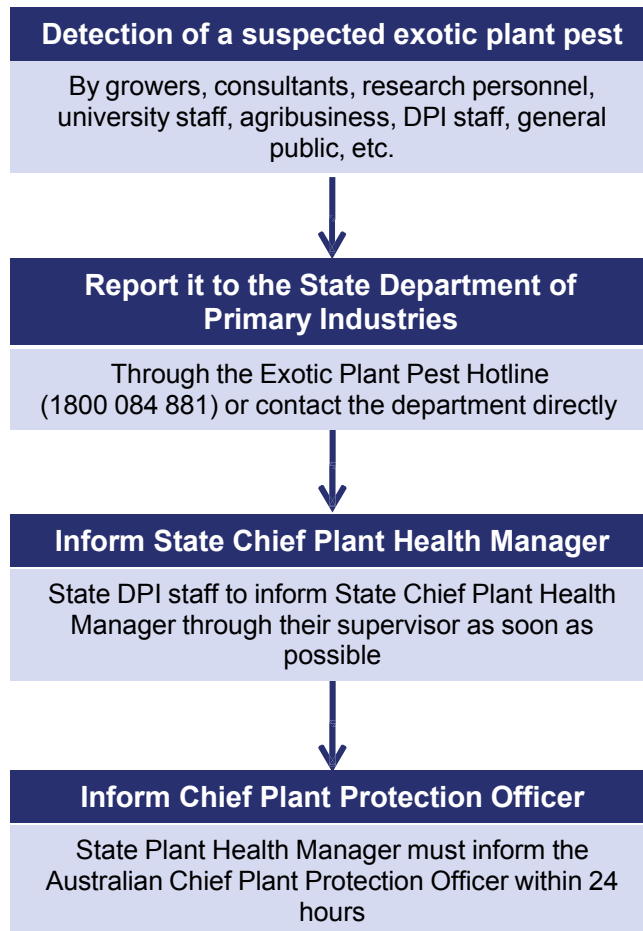 Detection of a suspected exotic plant pest
By growers, consultants, research personnel,
university staff, agribusiness, DPI staff, general
public, etc.
Report it to the State Department of
Primary Industries
Through the Exotic Plant Pest Hotline
(1800 084 881) or contact the department directly
Inform State Chief Plant Health Manager
State DPI staff to inform State Chief Plant Health
Manager through their supervisor as soon as
possible
Inform Chief Plant Protection Officer
State Plant Health Manager must inform the
Australian Chief Plant Protection Officer within 24
hours